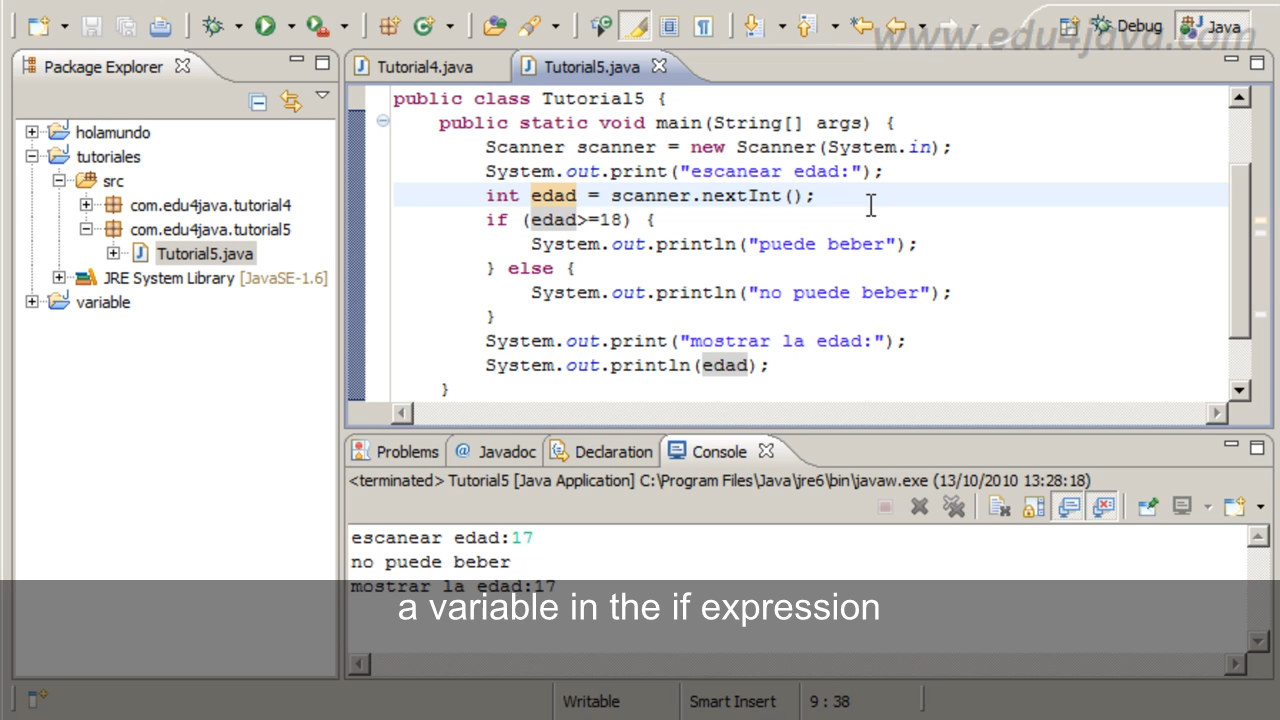 www.edu4java.com
Debug
Java
Package Explorer
holamundo
tutoriales
src
com.edu4java.tutorial4
com.edu4java.tutorial5
Tutorial5.java
JRE System Library [JavaSE-1.6]
variable
Tutorial4.java
Tutorial5.java
public class Tutorial5 {
public static void main(String[] args) {
Scanner scanner = new Scanner(System.in);
System.out.print("escanear edad:");
int edad = scanner.nextInt();
if (edad>=18) {
System.out.println("puede beber");
} else {
System.out.println("no puede beber");
}
System.out.print("mostrar la edad:");
System.out.println(edad);
}
Problems
@ Javadoc
Declaration
Console
<terminated> Tutorial5 [Java Application] C:\Program Files\Java\jre6\bin\javaw.exe (13/10/2010 13:28:18)
escanear edad:17
no puede beber
mostrar la edad:17
a variable in the if expression
Writable
Smart Insert
9 : 38